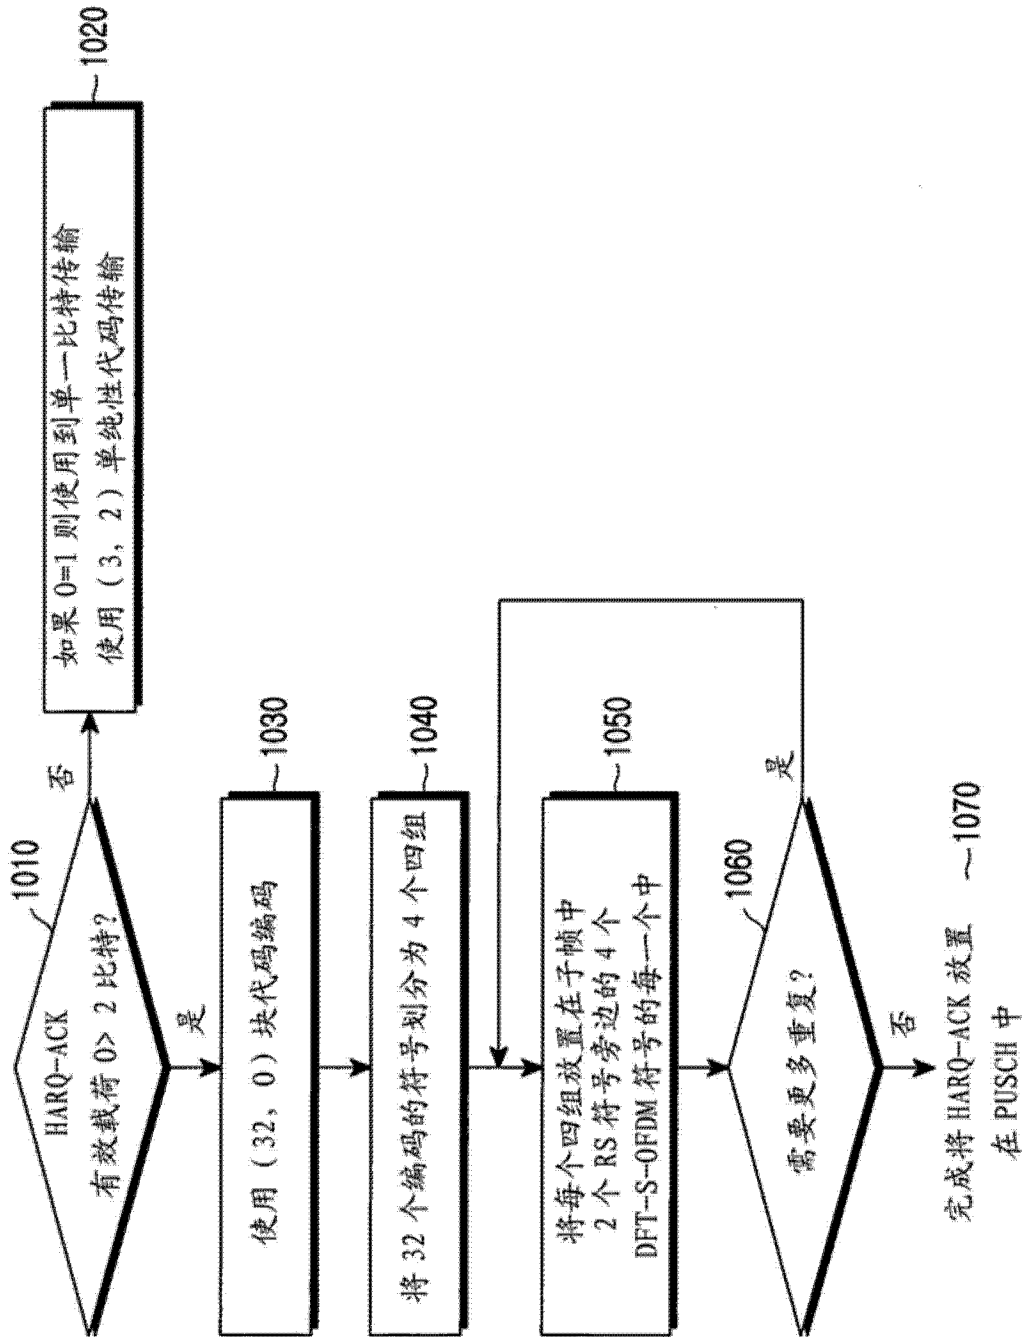 HARQ-ACK
有效载荷 O> 2 比特?
1010
否
如果 O=1 则使用到单一比特传输
使用 (3, 2) 单纯性代码传输
1020
是
使用 (32, O) 块代码编码
1030
将 32 个编码的符号划分为 4 个四组
1040
将每个四组放置在子帧中
2 个 RS 符号旁边的 4 个
DFT-S-OFDM 符号的每一个中
1050
需要更多重复?
1060
是
否
完成将 HARQ-ACK 放置
在 PUSCH 中
1070